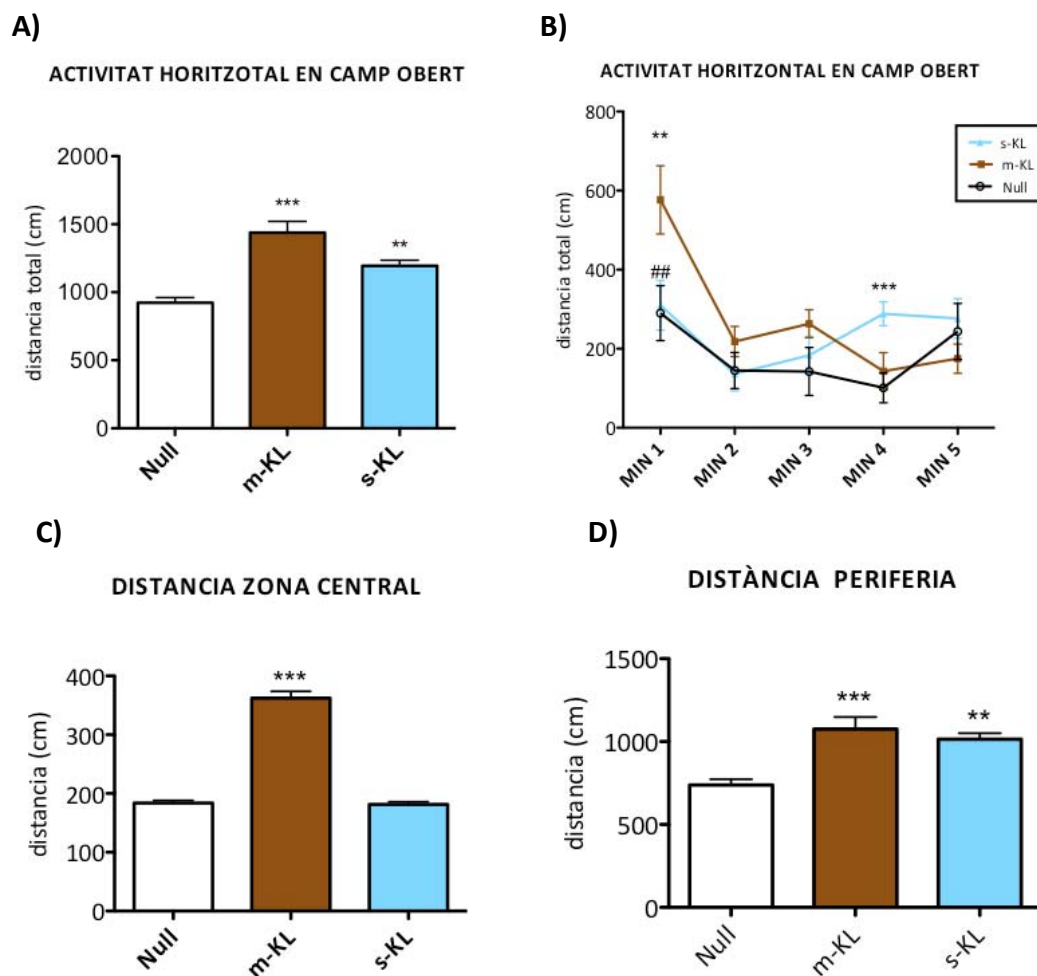 A)
ACTIVITAT HORITZOTAL EN CAMP OBERT
distancia total (cm)
2000
1500
1000
500
0
***
**
Null
m-KL
s-KL
B)
ACTIVITAT HORITZONTAL EN CAMP OBERT
distancia total (cm)
800
600
400
200
0
**
##
***
s-KL
m-KL
Null
MIN 1
MIN 2
MIN 3
MIN 4
MIN 5
C)
DISTANCIA ZONA CENTRAL
distancia (cm)
400
300
200
100
0
***
Null
m-KL
s-KL
D)
DISTÀNCIA PERIFERIA
distancia (cm)
1500
1000
500
0
***
**
Null
m-KL
s-KL